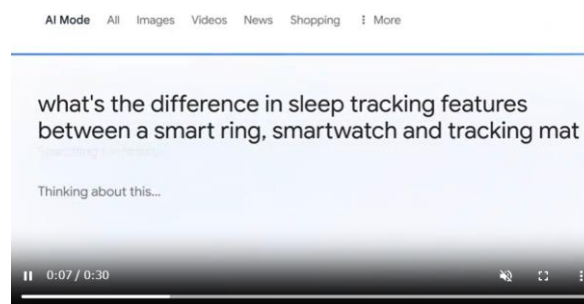 AI Mode All Images Videos News Shopping ⋮ More
what's the difference in sleep tracking features
between a smart ring, smartwatch and tracking mat
Thinking about this...
0:07 / 0:30